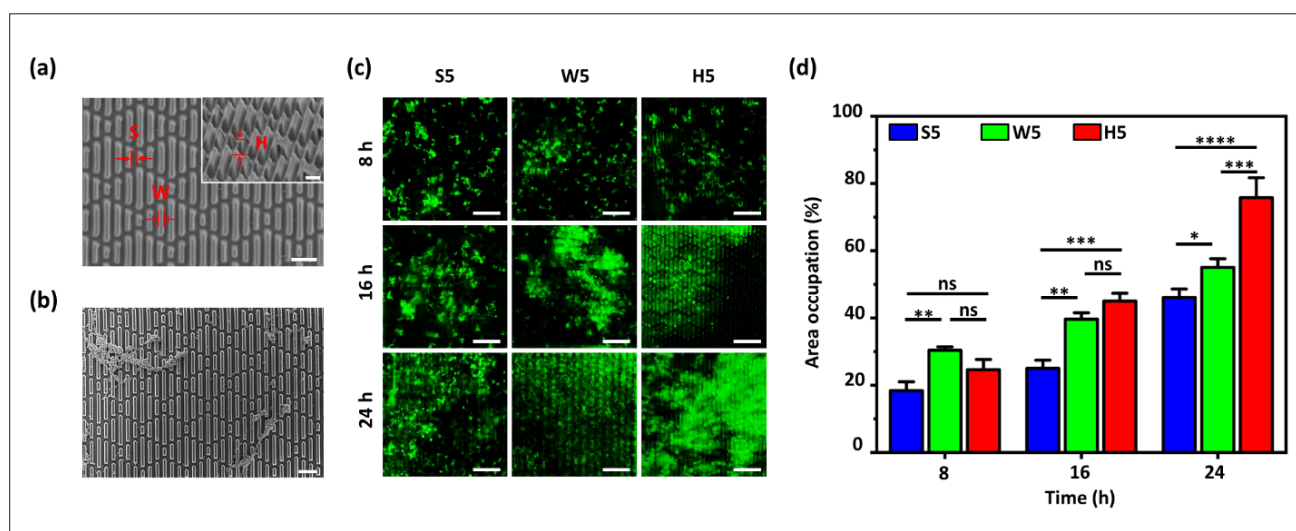 (a)
S
W
H
(b)
(c)
S5 W5 H5
8 h
16 h
24 h
(d)
Area occupation (%)
100
80
60
40
20
0
S5 W5 H5
**** 
***
*
***
ns
**
ns
ns
**
8 16 24
Time (h)